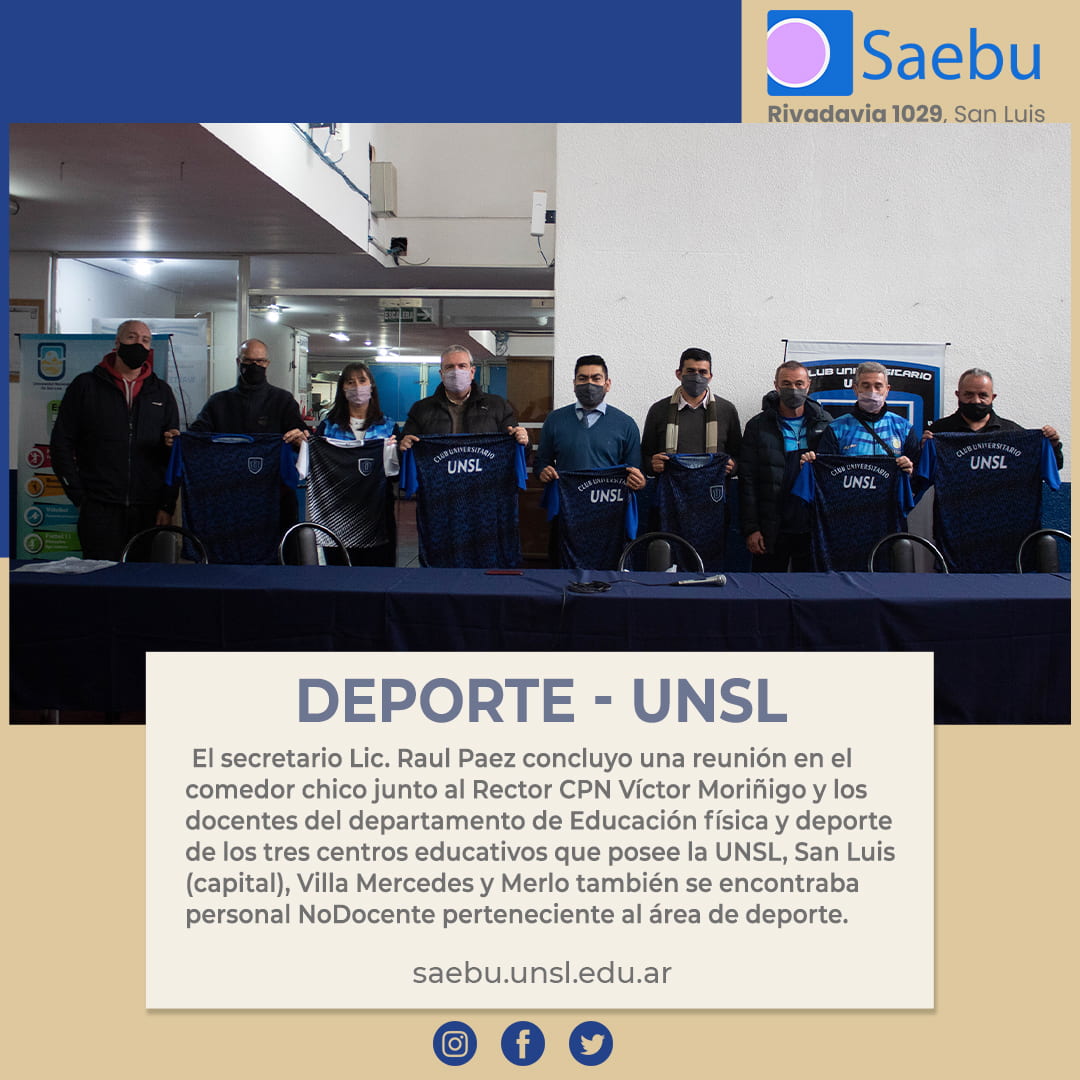 Saebu
Rivadavia 1029, San Luis
ESCALERA
CLUB UNIVERSITARIO
CLUB UNIVERSITARIO
UNSL
CLUB UNIVERSITARIO
UNSL
CLUB UNIVERSITARIO
UNSL
CLUB UNIVERSITARIO
UNSL
DEPORTE - UNSL
El secretario Lic. Raul Paez concluyo una reunión en el
comedor chico junto al Rector CPN Víctor Moriñigo y los
docentes del departamento de Educación física y deporte
de los tres centros educativos que posee la UNSL, San Luis
(capital), Villa Mercedes y Merlo también se encontraba
personal NoDocente perteneciente al área de deporte.
saebu.unsl.edu.ar